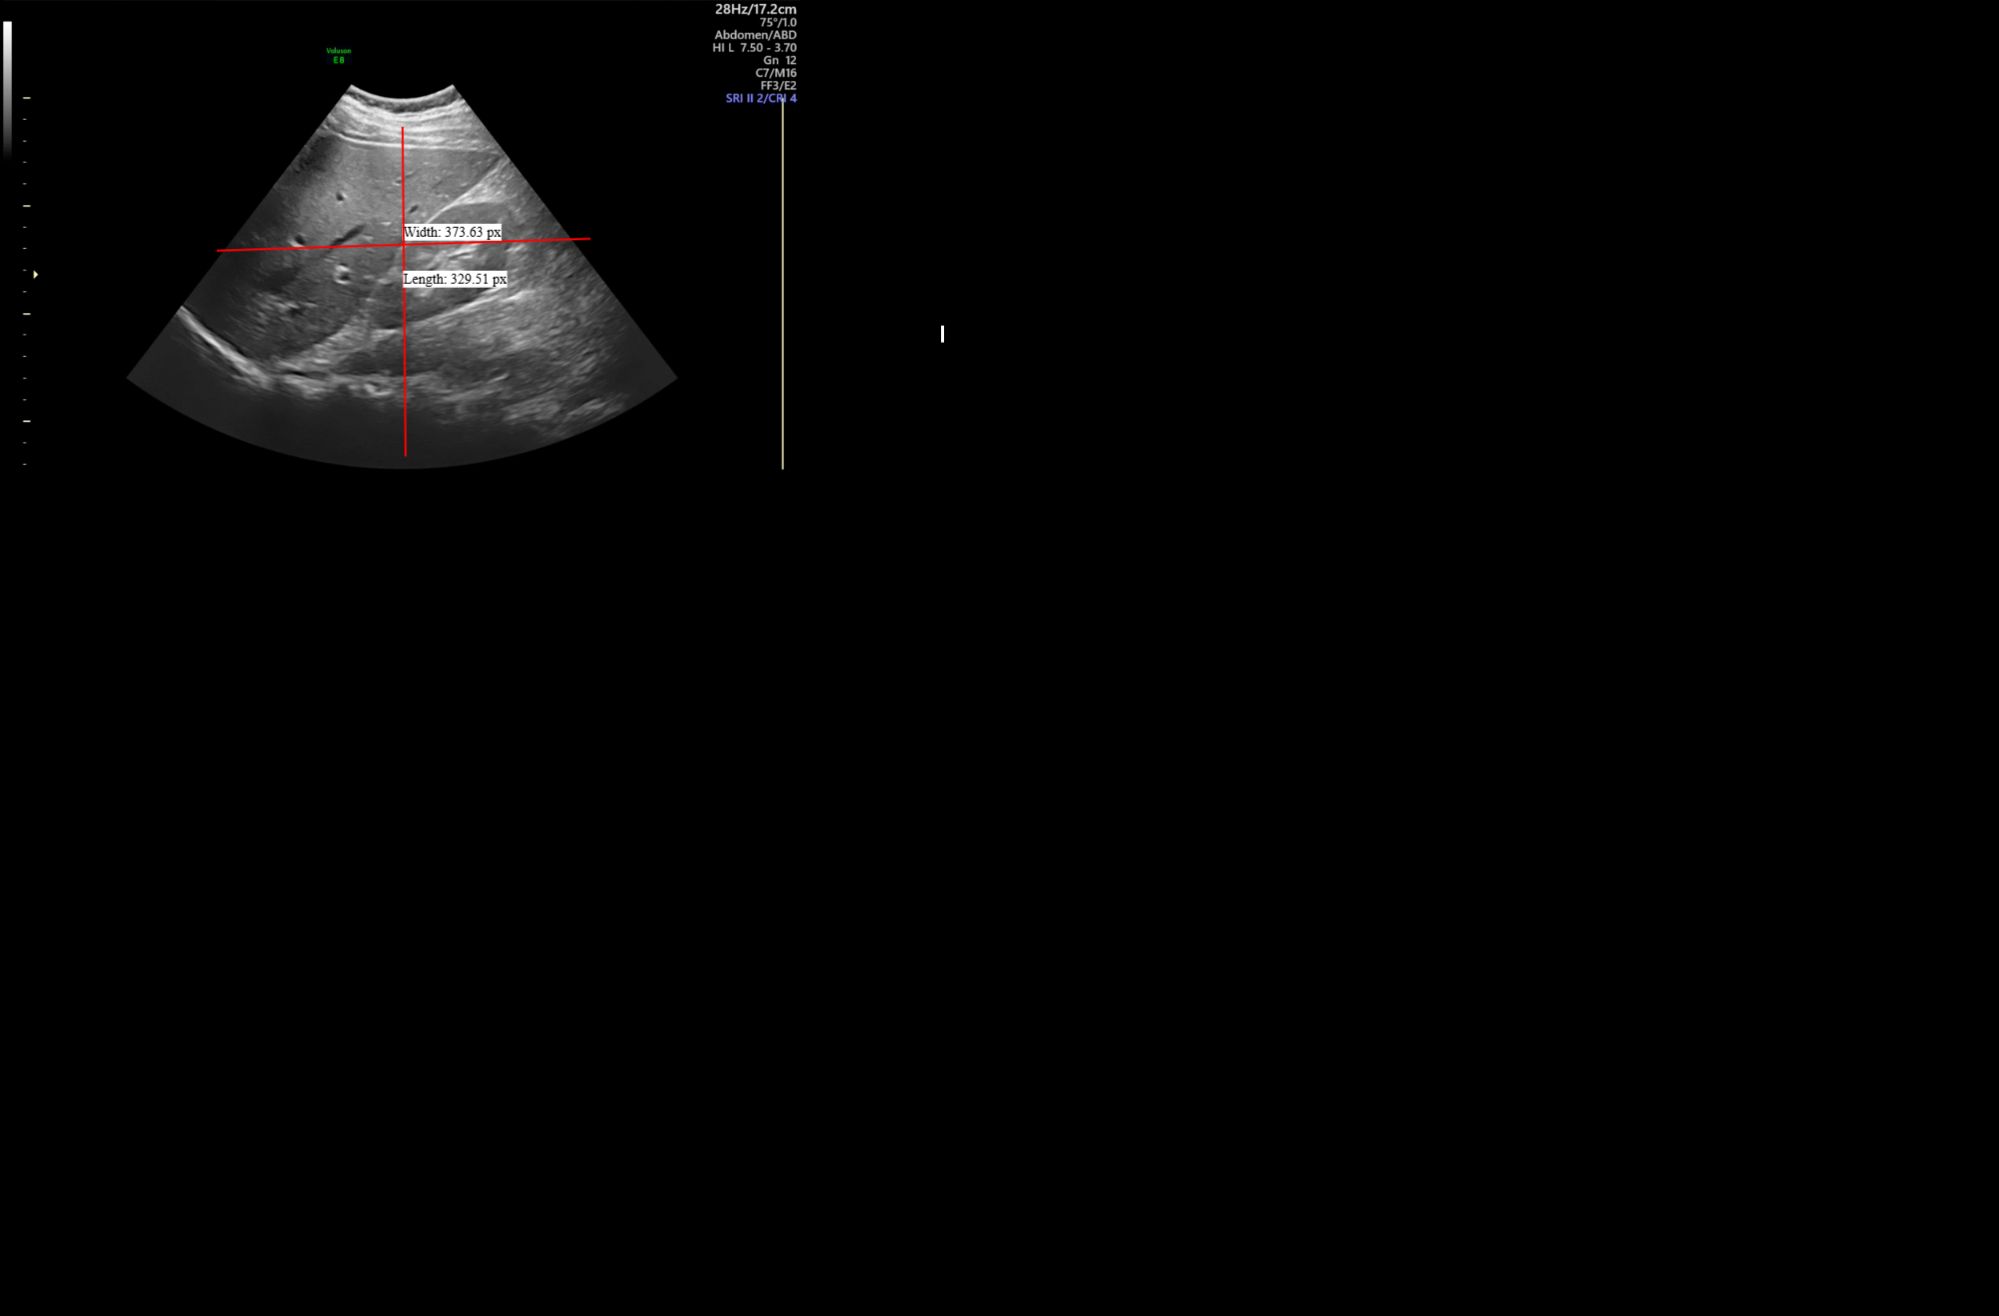 28Hz/17.2cm
75°/1.0
Abdomen/ABD
HI L 7.50 - 3.70
Gn 12
C7/M16
FF3/E2
SRI II 2/CRI 4
Voluson
E8
Width: 373.63 px
Length: 329.51 px